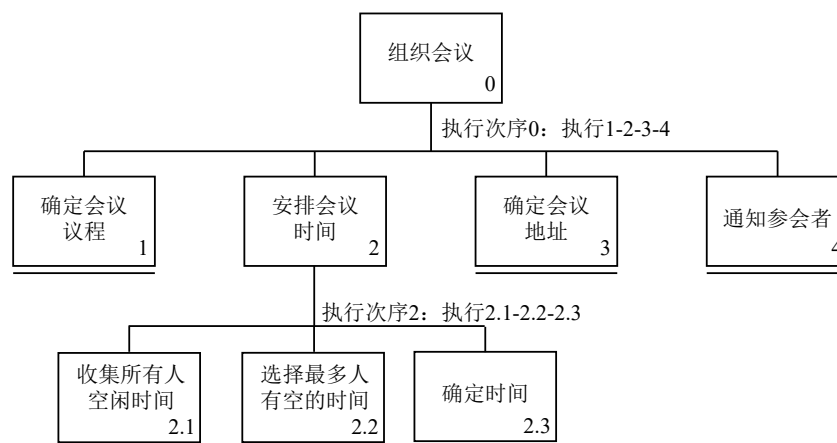 组织会议
0
执行次序0：执行1-2-3-4
确定会议
议程
1
安排会议
时间
2
确定会议
地址
3
通知参会者
4
执行次序2：执行2.1-2.2-2.3
收集所有人
空闲时间
2.1
选择最多人
有空的时间
2.2
确定时间
2.3